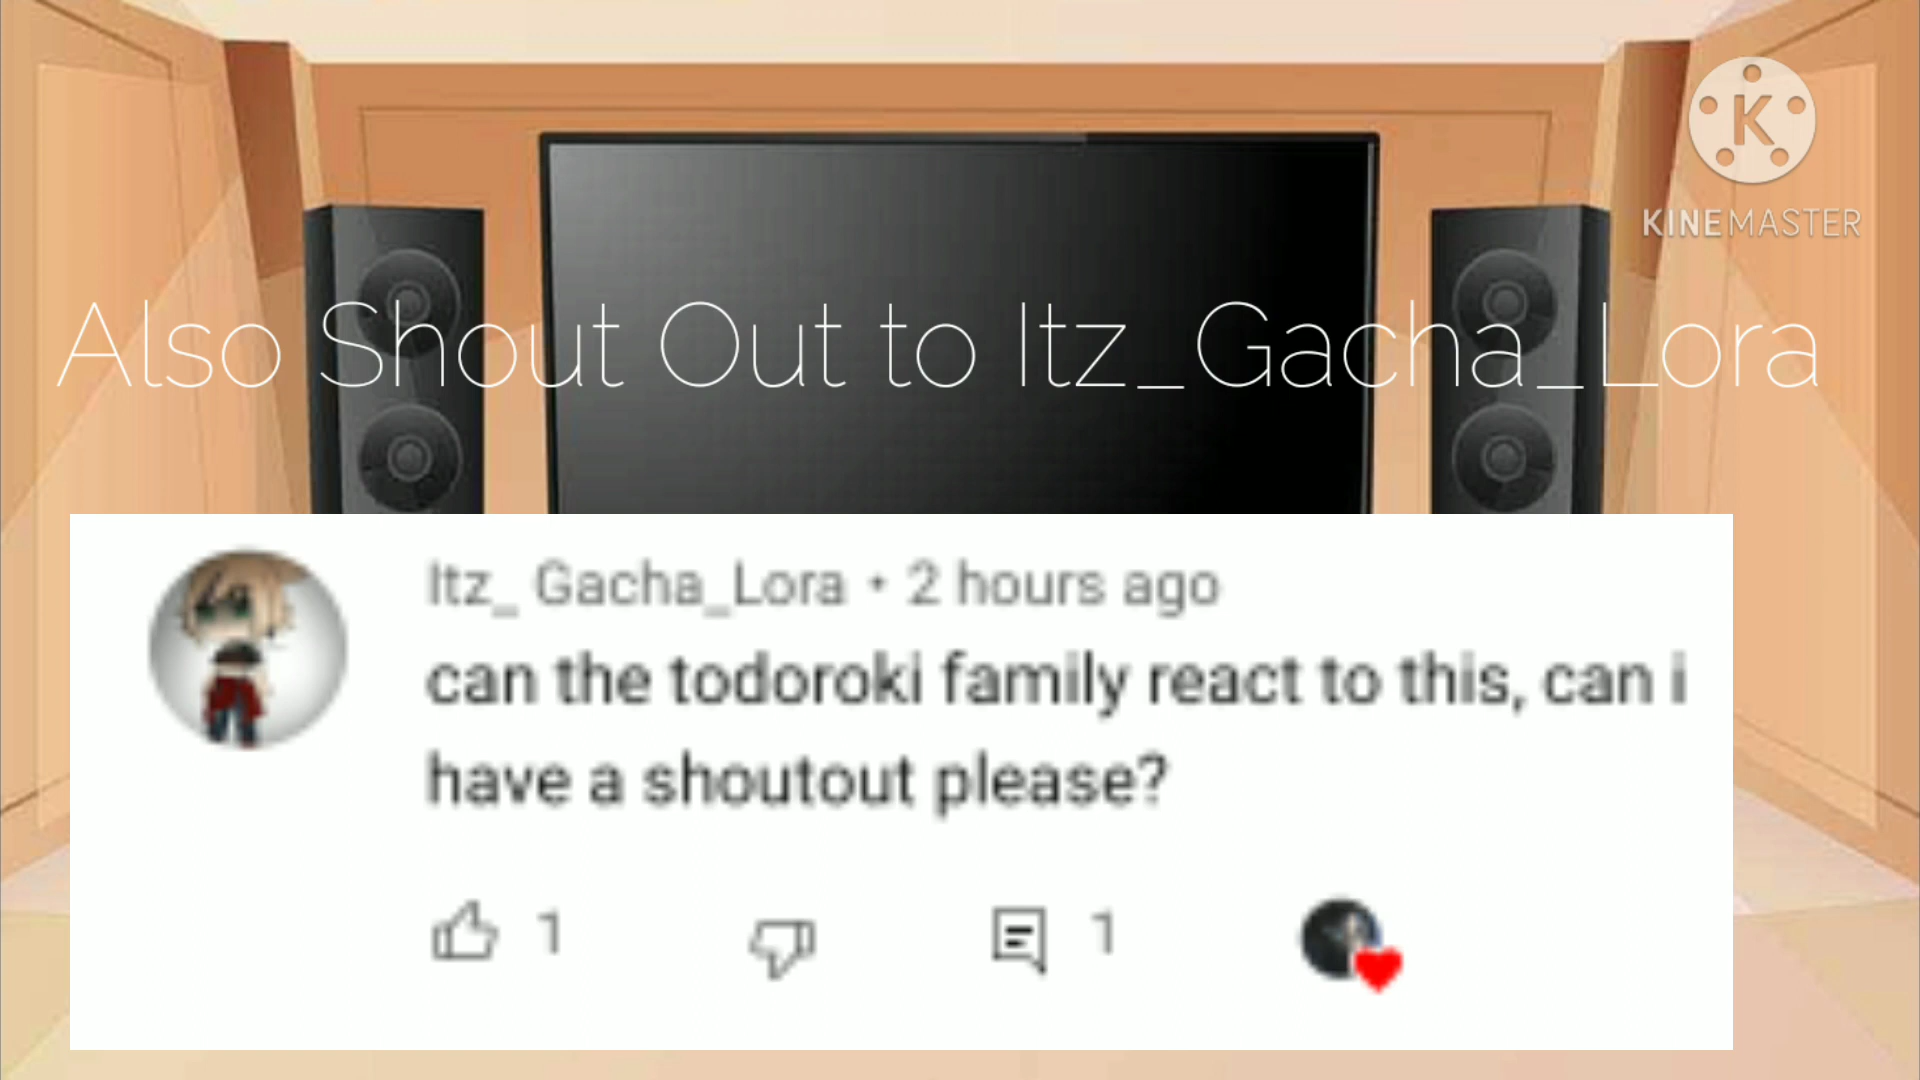 K
KINEMASTER
Also Shout Out to Itz_Gacha_Lora
Itz_ Gacha_Lora • 2 hours ago
can the todoroki family react to this, can i
have a shoutout please?
1
1